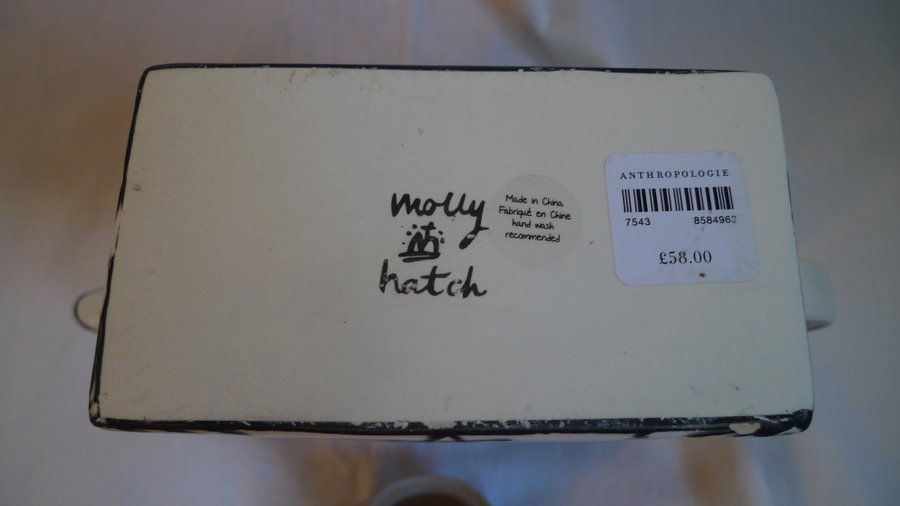 molly
hatch
Made in China
Fabriqué en Chine
hand wash
recommended
ANTHROPOLOGIE
7543 8584963
£58.00